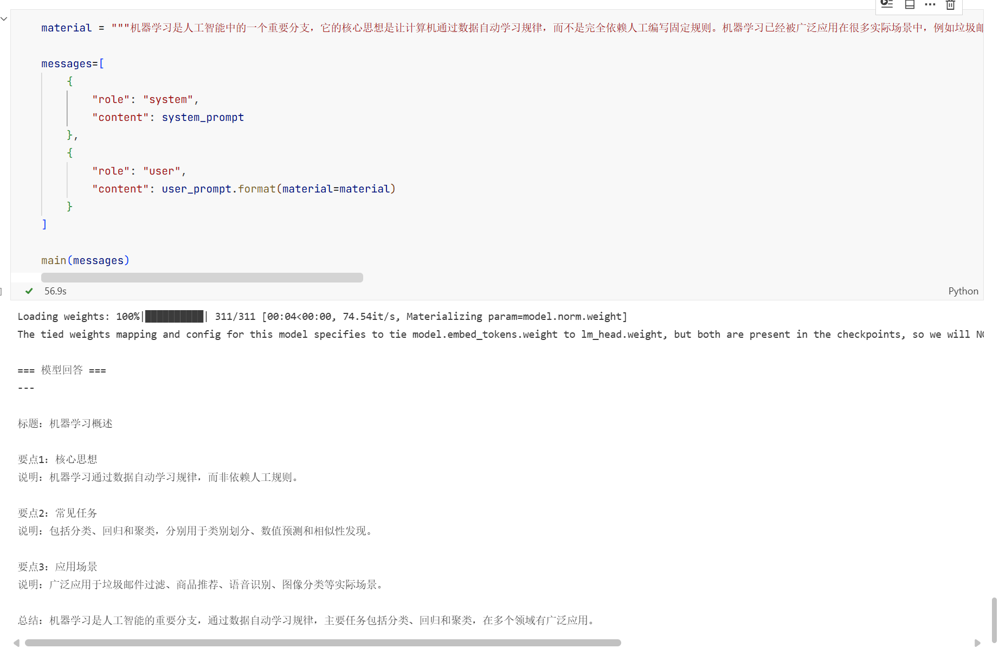 material = """机器学习是人工智能中的一个重要分支，它的核心思想是让计算机通过数据自动学习规律，而不是完全依赖人工编写固定规则。机器学习已经被广泛应用在很多实际场景中，例如垃圾邮
messages=[
{
"role": "system",
"content": system_prompt
},
{
"role": "user",
"content": user_prompt.format(material=material)
}
]
main(messages)
56.9s
Python
Loading weights: 100%|██████████| 311/311 [00:04<00:00, 74.54it/s, Materializing param=model.norm.weight]
The tied weights mapping and config for this model specifies to tie model.embed_tokens.weight to lm_head.weight, but both are present in the checkpoints, so we will
=== 模型回答 ===
---
标题：机器学习概述
要点1：核心思想
说明：机器学习通过数据自动学习规律，而非依赖人工规则。
要点2：常见任务
说明：包括分类、回归和聚类，分别用于类别划分、数值预测和相似性发现。
要点3：应用场景
说明：广泛应用于垃圾邮件过滤、商品推荐、语音识别、图像分类等实际场景。
总结：机器学习是人工智能的重要分支，通过数据自动学习规律，主要任务包括分类、回归和聚类，在多个领域有广泛应用。